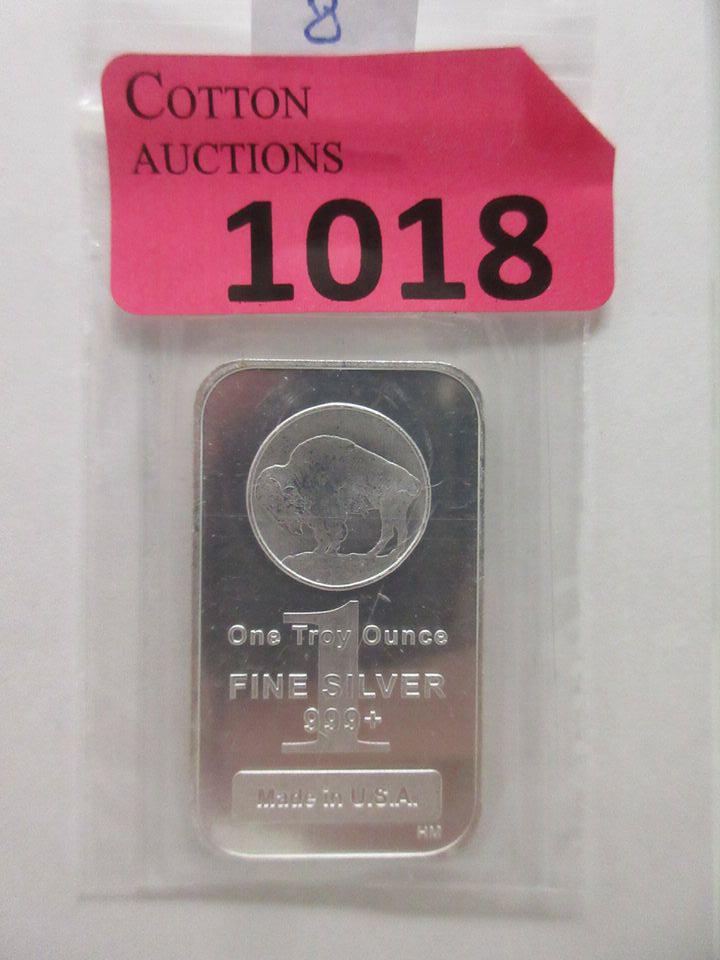 8
COTTON
AUCTIONS
1018
1
One Troy Ounce
FINE SILVER
999+
Made in U.S.A.
HM